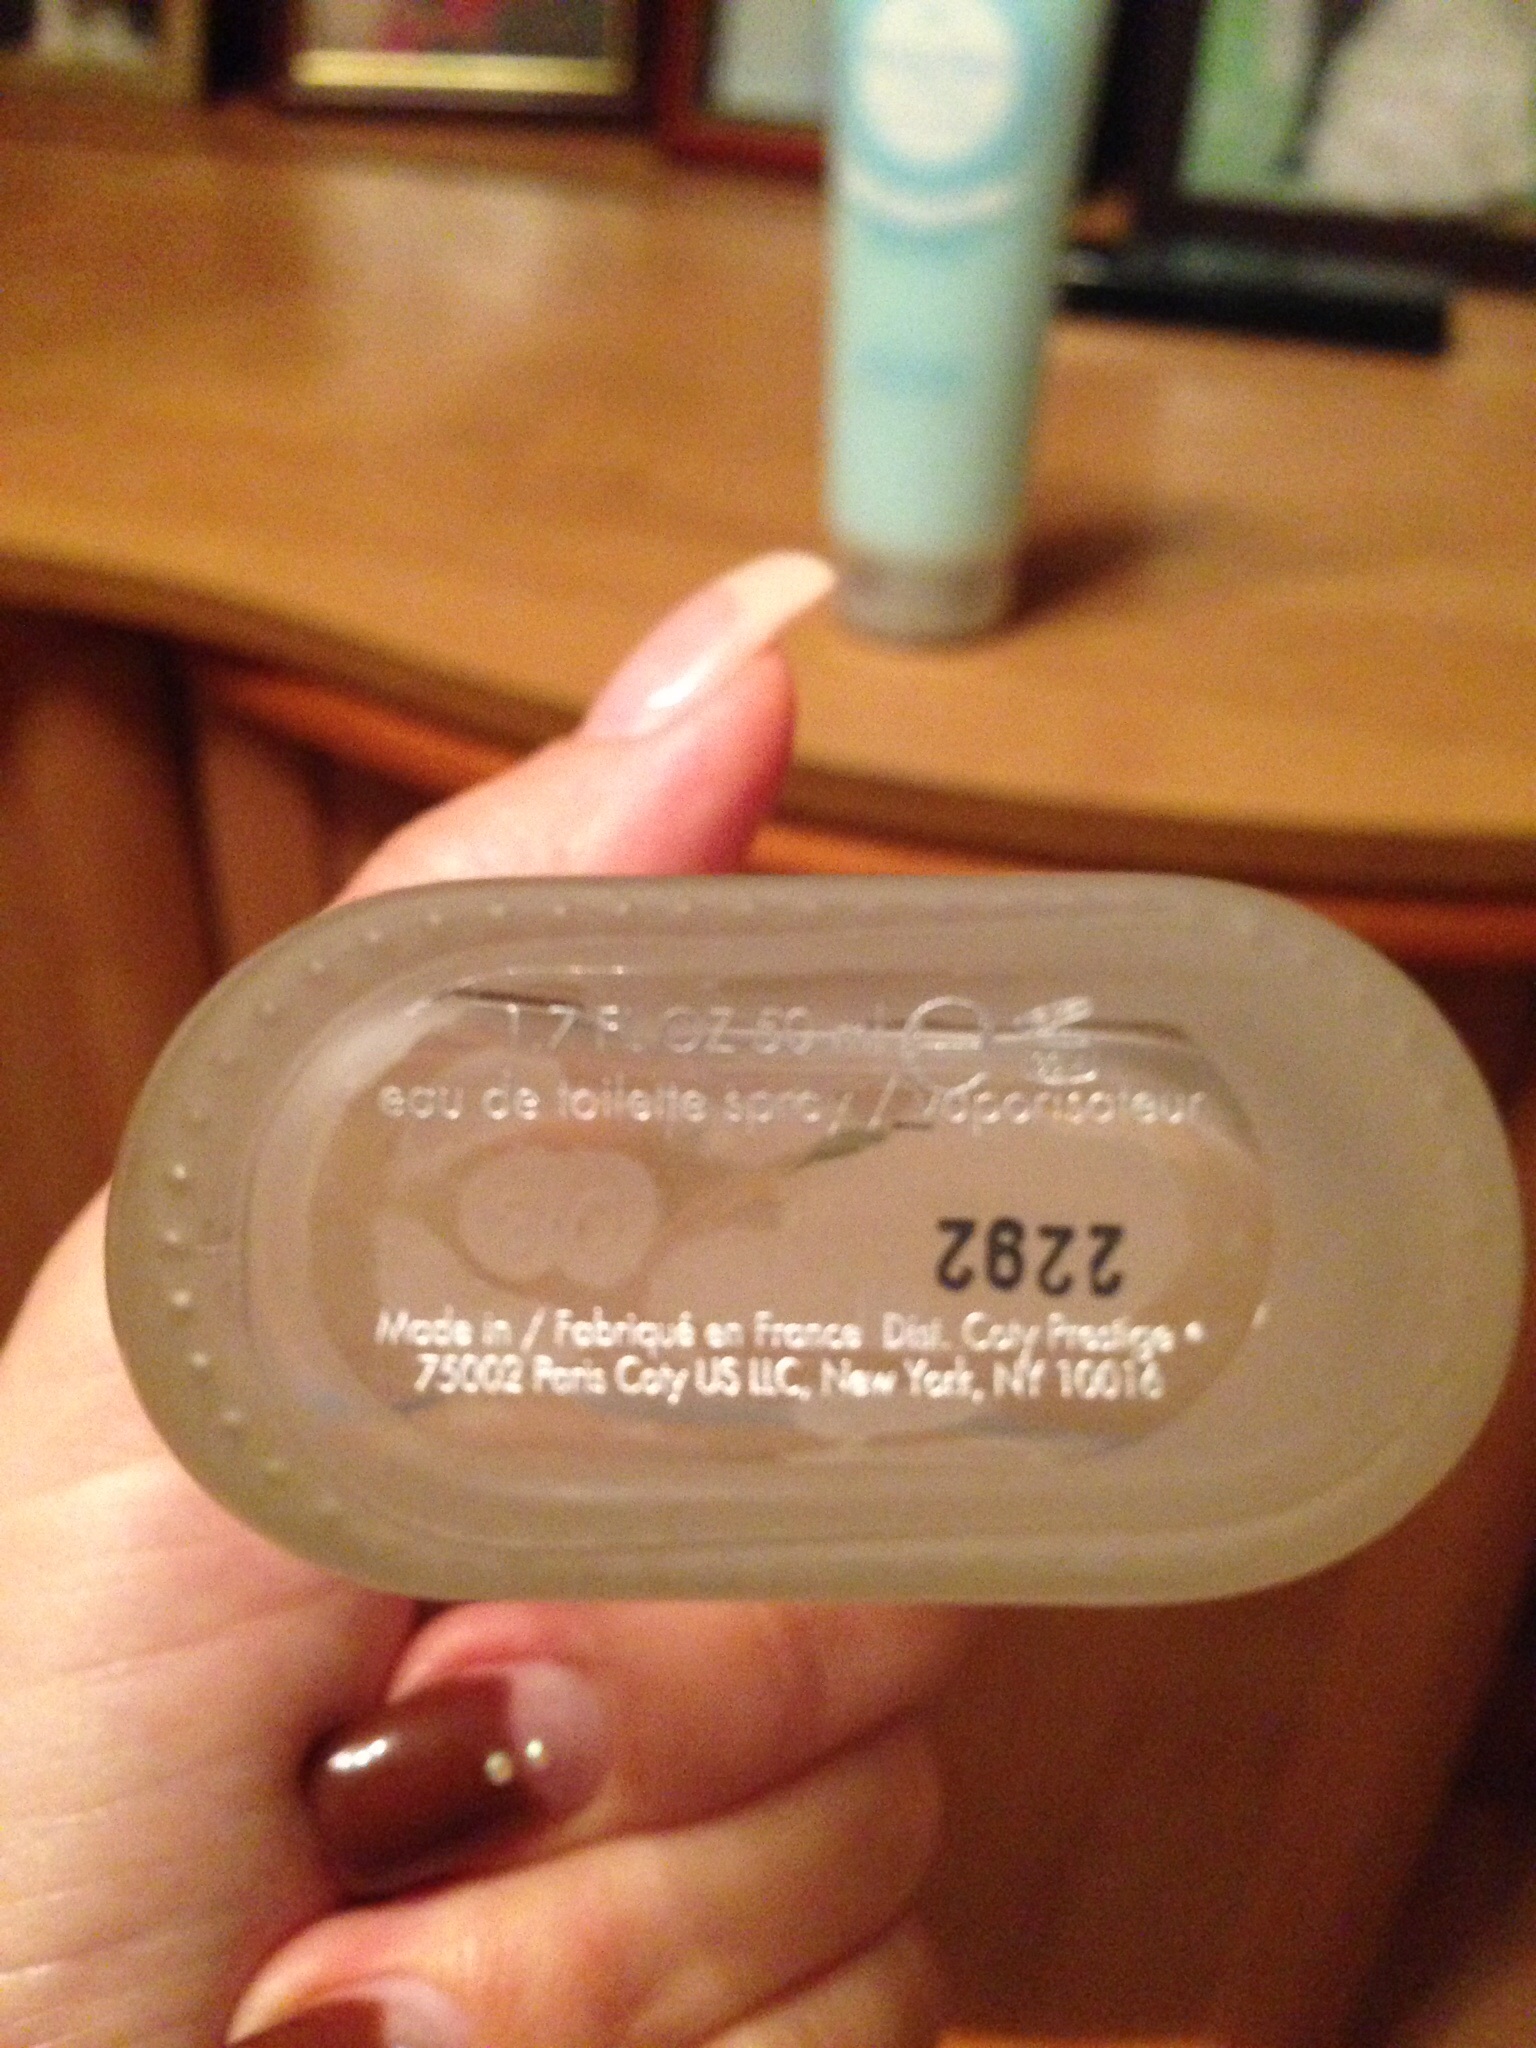 1.7 FL OZ 50 ml
eau de toilette spray / vaporisateur
2292
Made in / Fabriqué en France Dist. Coty Prestige •
75002 Paris Coty US LLC, New York, NY 10016